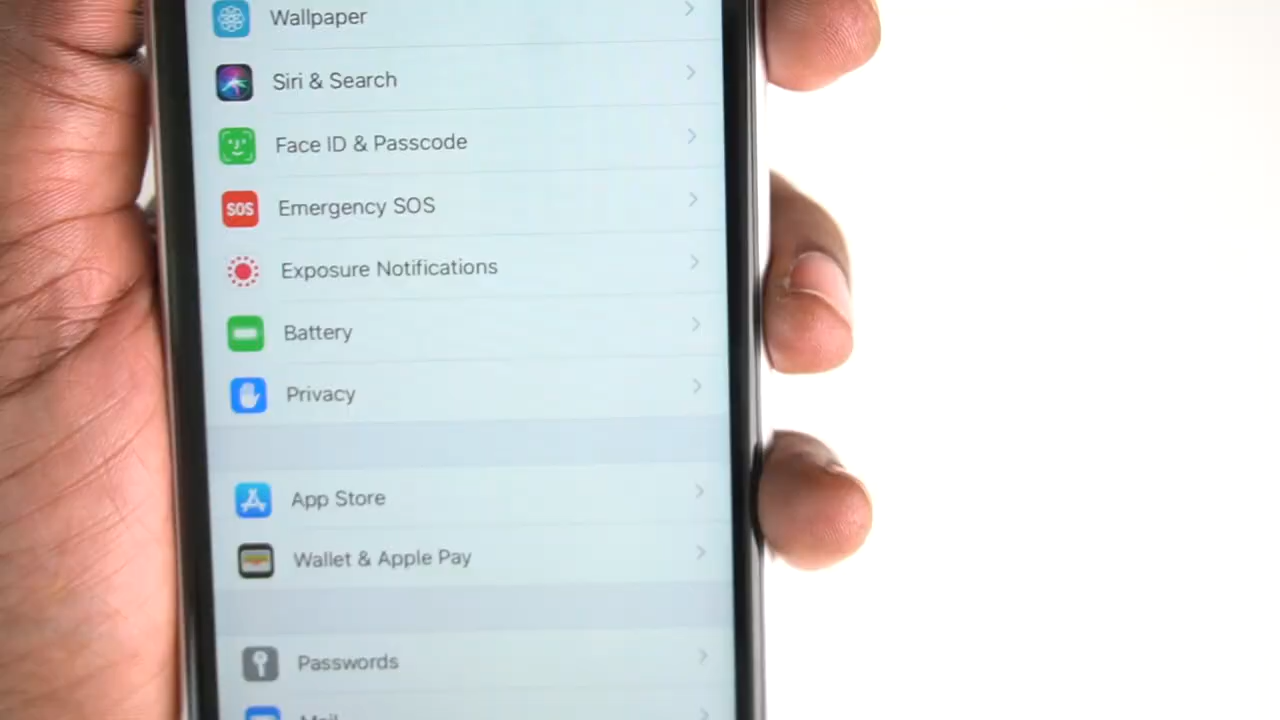 Wallpaper
Siri & Search
Face ID & Passcode
SOS Emergency SOS
Exposure Notifications
Battery
Privacy
App Store
Wallet & Apple Pay
Passwords
Mail